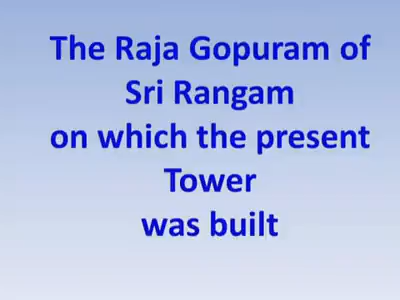 The Raja Gopuram of
Sri Rangam
on which the present
Tower
was built